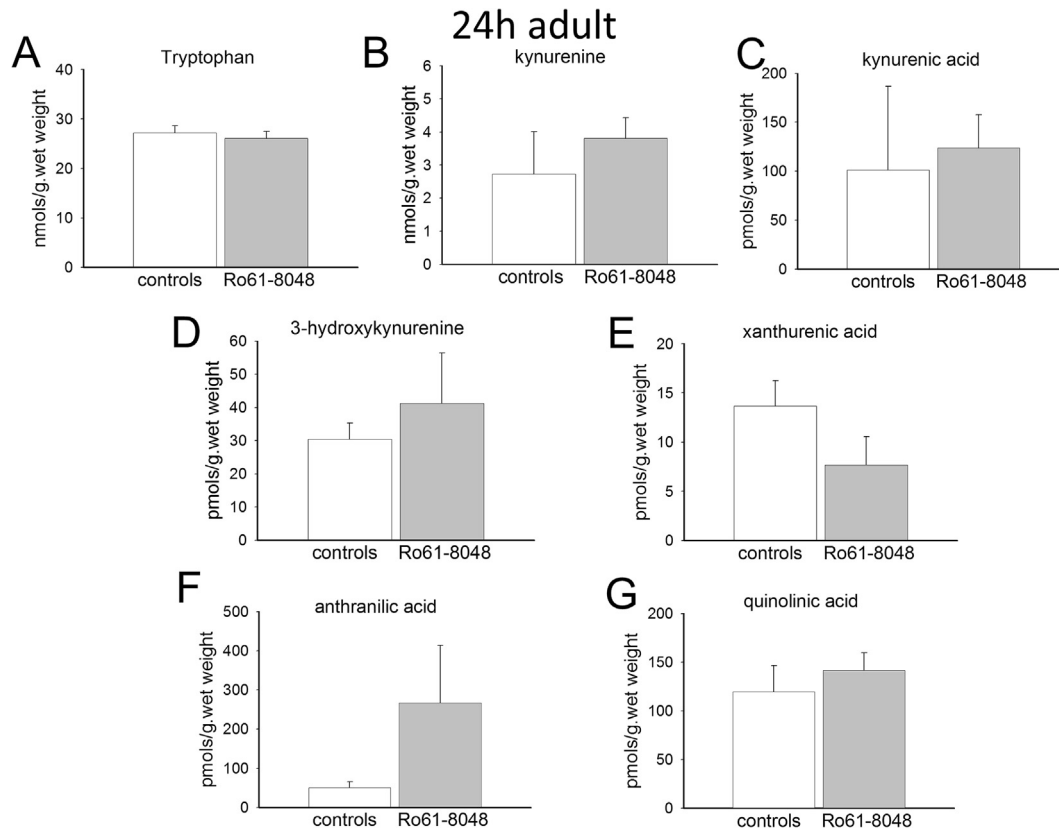 24h adult
A
Tryptophan
nmols/g.wet weight
40
30
20
10
0
controls Ro61-8048
B
kynurenine
nmols/g.wet weight
6
5
4
3
2
1
0
controls Ro61-8048
C
kynurenic acid
pmols/g.wet weight
200
150
100
50
0
controls Ro61-8048
D
3-hydroxykynurenine
pmols/g.wet weight
60
50
40
30
20
10
0
controls Ro61-8048
E
xanthurenic acid
pmols/g.wet weight
20
15
10
5
0
controls Ro61-8048
F
anthranilic acid
pmols/g.wet weight
500
400
300
200
100
0
controls Ro61-8048
G
quinolinic acid
pmols/g.wet weight
200
150
100
50
0
controls Ro61-8048